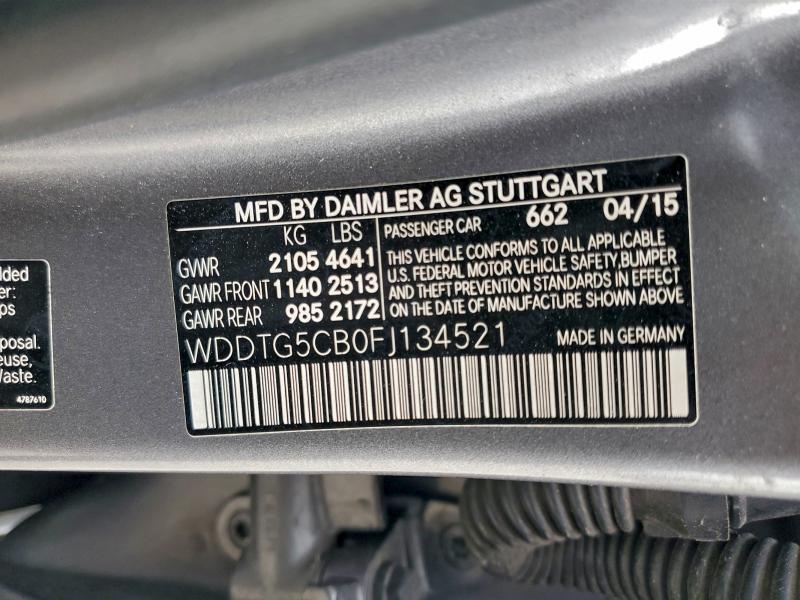 MFD BY DAIMLER AG STUTTGART
KG LBS
GVWR 2105 4641
GAWR FRONT 1140 2513
GAWR REAR 985 2172
PASSENGER CAR 662 04/15
THIS VEHICLE CONFORMS TO ALL APPLICABLE
U.S. FEDERAL MOTOR VEHICLE SAFETY, BUMPER
AND THEFT PREVENTION STANDARDS IN EFFECT
ON THE DATE OF MANUFACTURE SHOWN ABOVE
WDDTG5CB0FJ134521 MADE IN GERMANY
lded
er:
ps
posal.
euse,
Waste.
4787610